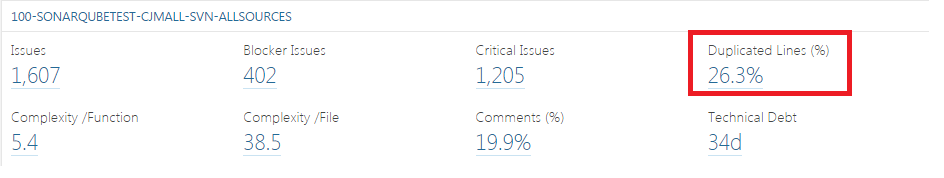 100-SONARQUBETEST-CJMALL-SVN-ALLSOURCES
Issues Blocker Issues Critical Issues Duplicated Lines (%)
1,607 402 1,205 26.3%
Complexity /Function Complexity /File Comments (%) Technical Debt
5.4 38.5 19.9% 34d